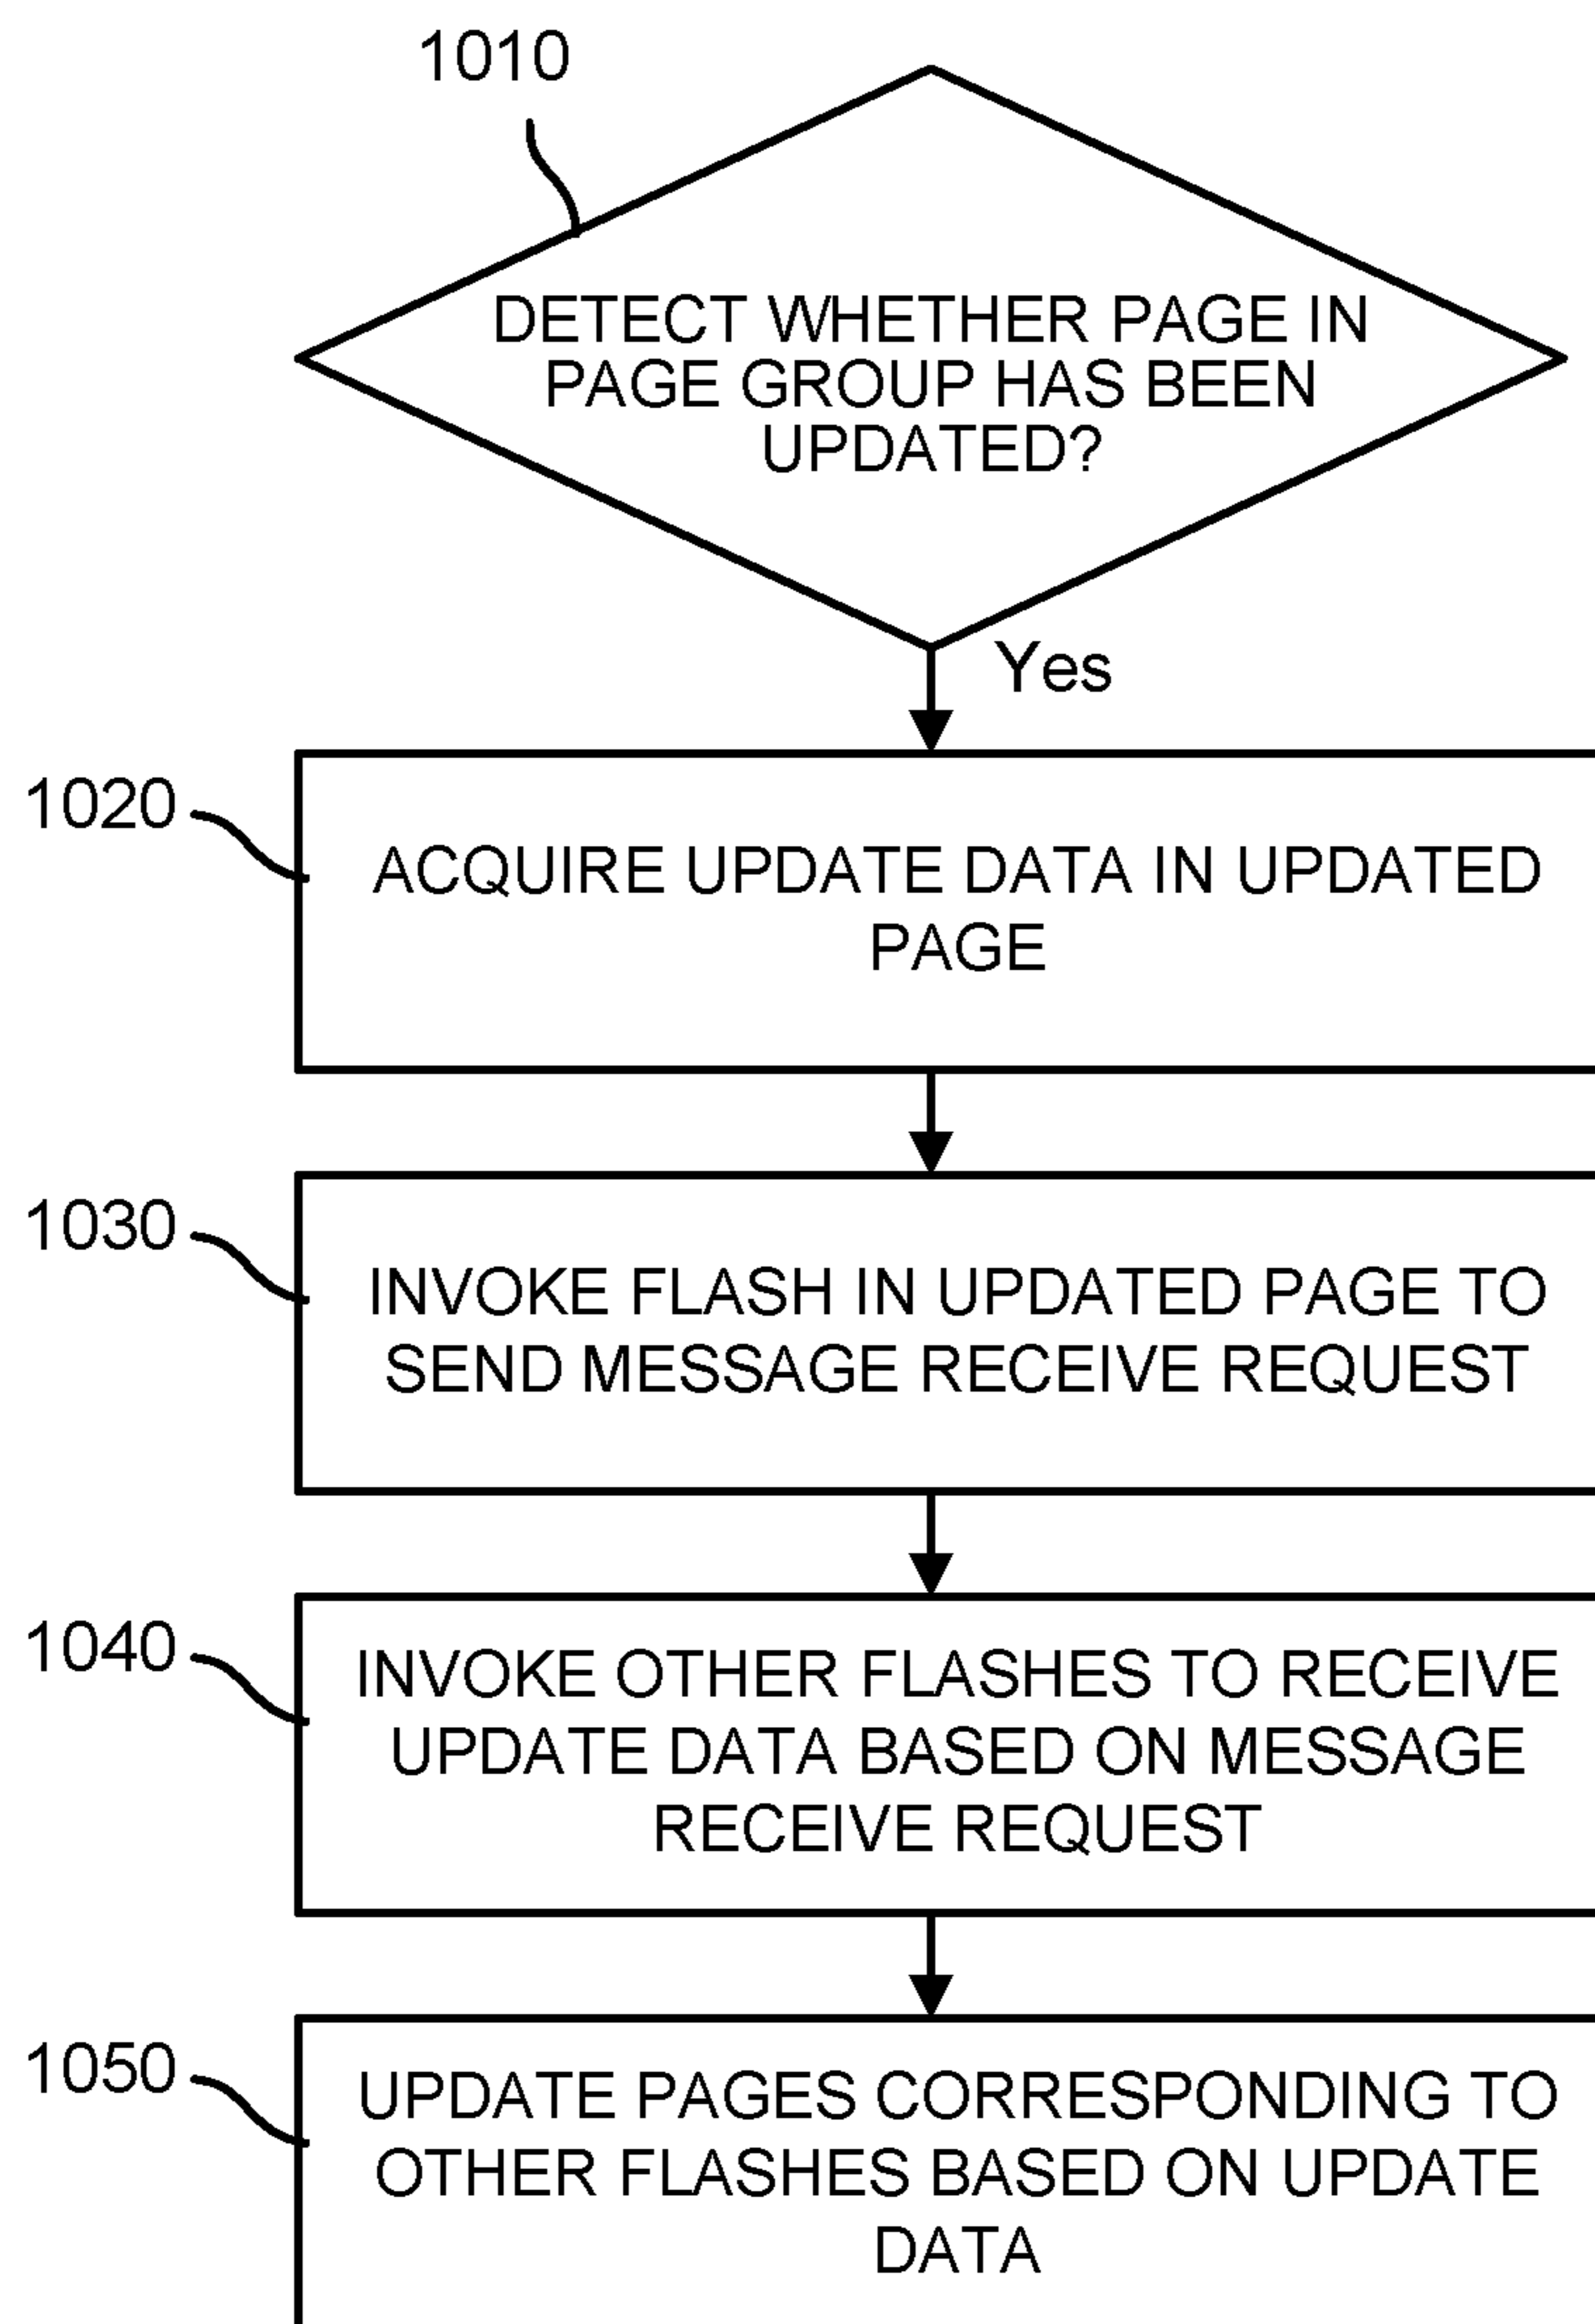 1010
DETECT WHETHER PAGE IN
PAGE GROUP HAS BEEN
UPDATED?
Yes
1020
ACQUIRE UPDATE DATA IN UPDATED
PAGE
1030
INVOKE FLASH IN UPDATED PAGE TO
SEND MESSAGE RECEIVE REQUEST
1040
INVOKE OTHER FLASHES TO RECEIVE
UPDATE DATA BASED ON MESSAGE
RECEIVE REQUEST
1050
UPDATE PAGES CORRESPONDING TO
OTHER FLASHES BASED ON UPDATE
DATA